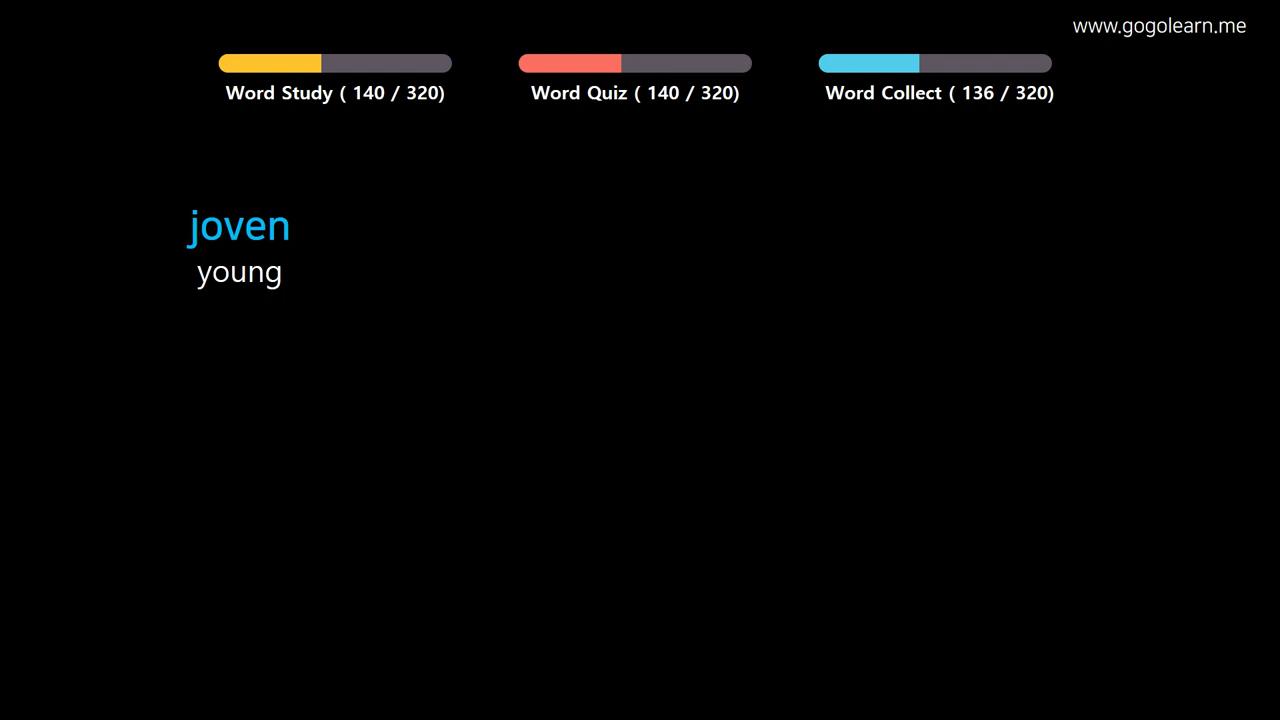 www.gogolearn.me
Word Study ( 140 / 320)
Word Quiz ( 140 / 320)
Word Collect ( 136 / 320)
joven
young